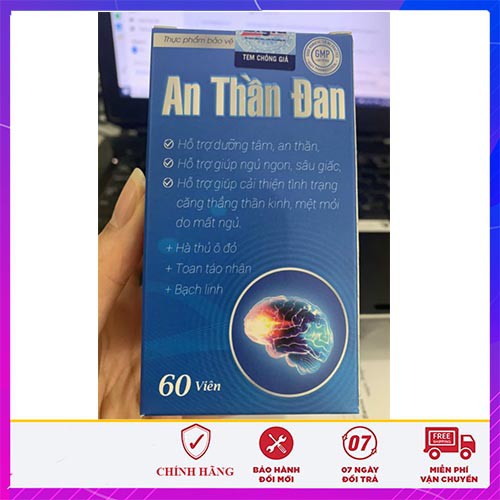 Thực phẩm bảo vệ
TEM CHỐNG GIẢ
GMP
An Thần Đan
Hỗ trợ dưỡng tâm, an thần,
Hỗ trợ giúp ngủ ngon, sâu giấc,
Hỗ trợ giúp cải thiện tình trạng
căng thẳng thần kinh, mệt mỏi
do mất ngủ.
+ Hà thủ ô đỏ
+ Toan táo nhân
+ Bạch linh
60 Viên
CHÍNH HÃNG
BẢO HÀNH
ĐỔI MỚI
07
07 NGÀY
ĐỔI TRẢ
FREE
SHIPPING
MIỄN PHÍ
VẬN CHUYỂN